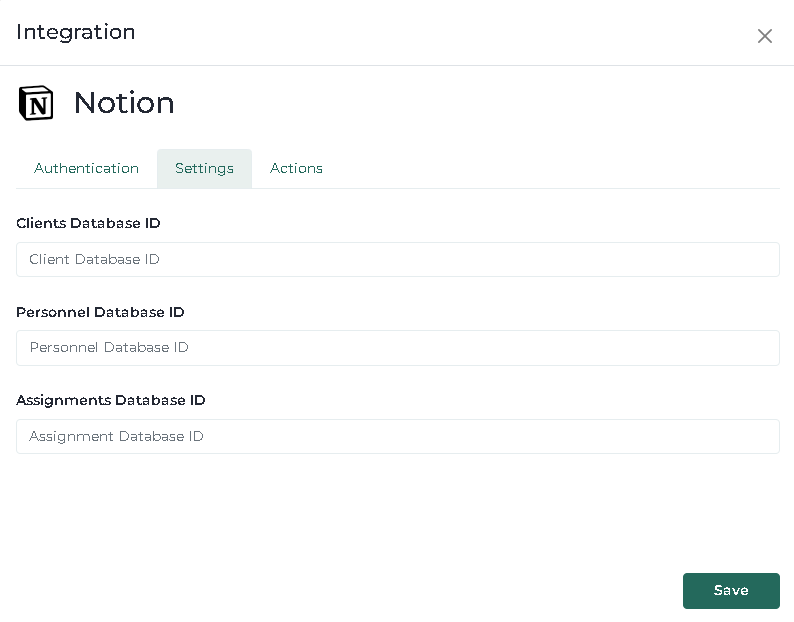 Integration
N Notion
Authentication Settings Actions
Clients Database ID
Client Database ID
Personnel Database ID
Personnel Database ID
Assignments Database ID
Assignment Database ID
Save